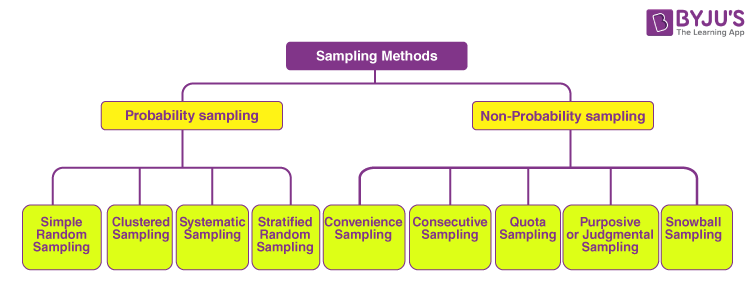 BYJU'S
The Learning App
Sampling Methods
Probability sampling
Non-Probability sampling
Simple
Random
Sampling
Clustered
Sampling
Systematic
Sampling
Stratified
Random
Sampling
Convenience
Sampling
Consecutive
Sampling
Quota
Sampling
Purposive
or Judgmental
Sampling
Snowball
Sampling